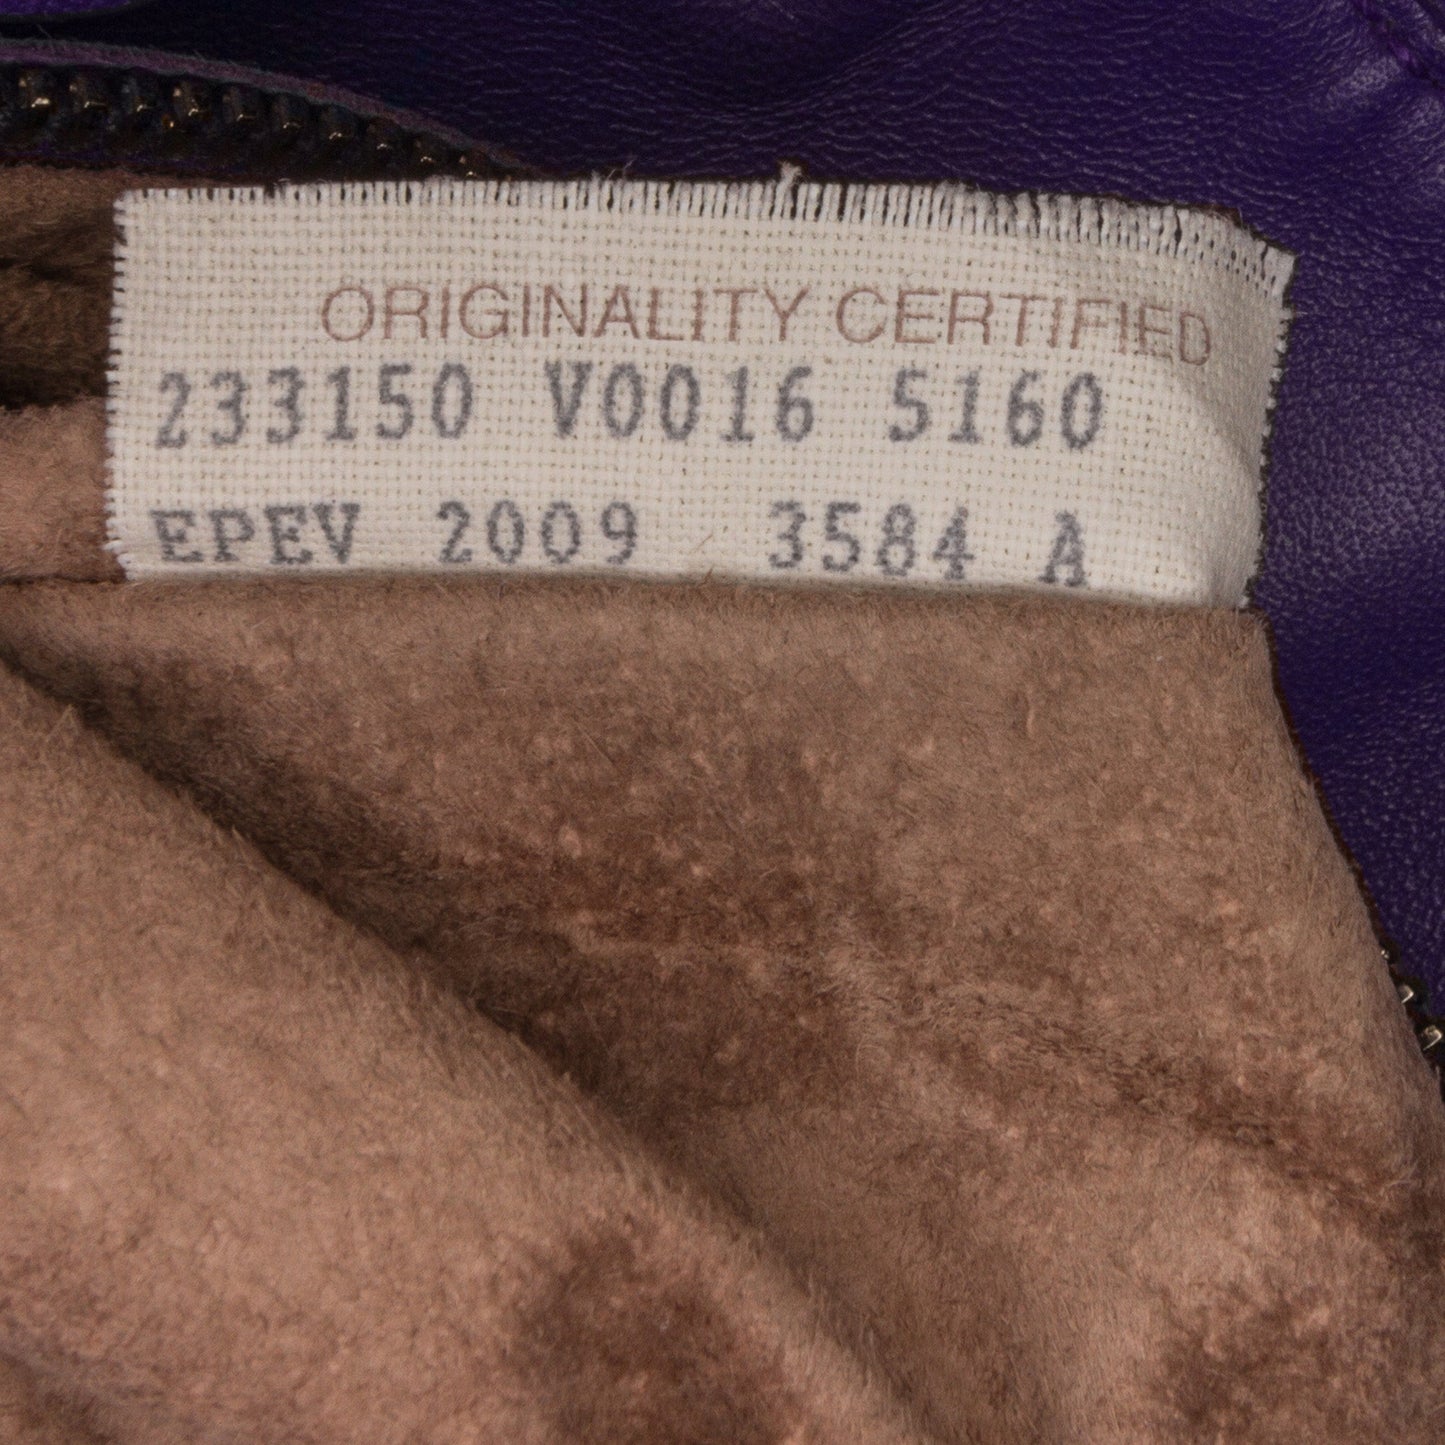 ORIGINALITY CERTIFIED
233150 V0016 5160
EPEV 2009 3584 A